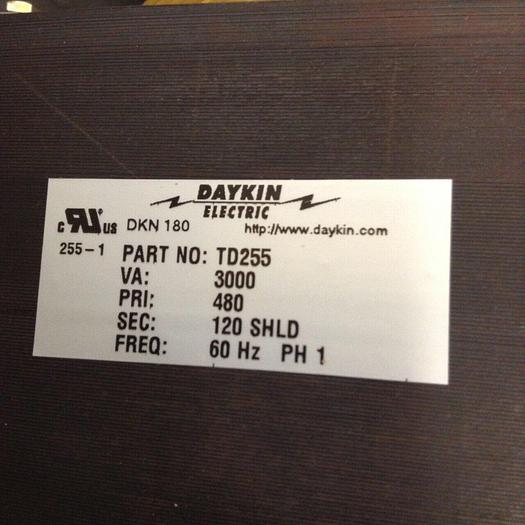 DAYKIN
ELECTRIC
c RU us DKN 180 http://www.daykin.com
255-1 PART NO: TD255
VA: 3000
PRI: 480
SEC: 120 SHLD
FREQ: 60 Hz PH 1